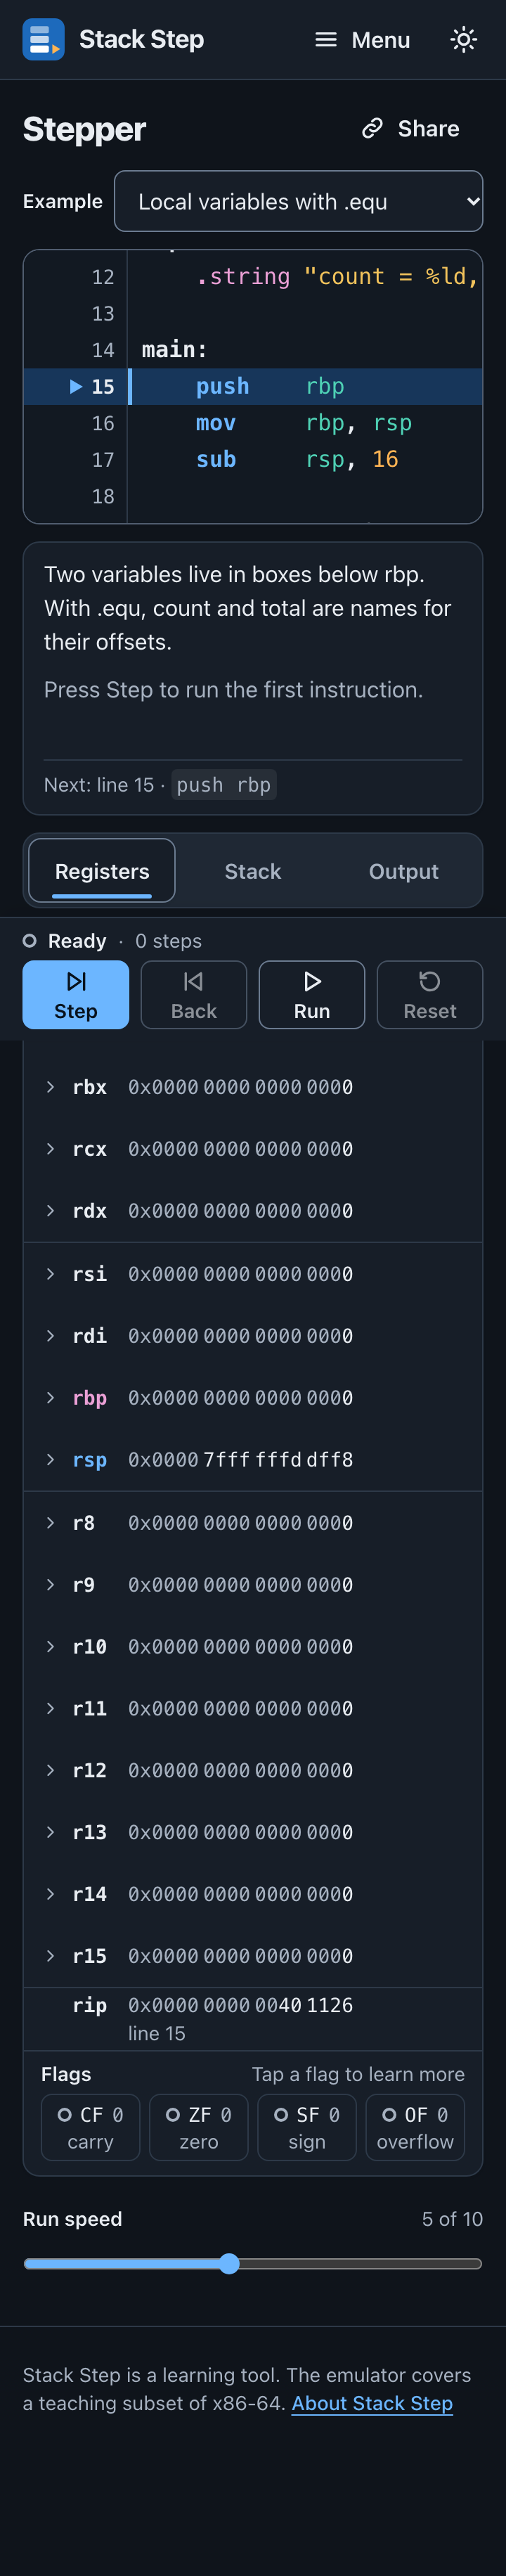 Stack Step
Menu
Stepper
Share
Example
Local variables with .equ
12 .string "count = %ld,
13
14 main:
15 push rbp
16 mov rbp, rsp
17 sub rsp, 16
18
Two variables live in boxes below rbp.
With .equ, count and total are names for
their offsets.
Press Step to run the first instruction.
Next: line 15 · push rbp
Registers Stack Output
Ready · 0 steps
Step Back Run Reset
rbx 0x0000 0000 0000 0000
rcx 0x0000 0000 0000 0000
rdx 0x0000 0000 0000 0000
rsi 0x0000 0000 0000 0000
rdi 0x0000 0000 0000 0000
rbp 0x0000 0000 0000 0000
rsp 0x0000 7fff fffd dff8
r8 0x0000 0000 0000 0000
r9 0x0000 0000 0000 0000
r10 0x0000 0000 0000 0000
r11 0x0000 0000 0000 0000
r12 0x0000 0000 0000 0000
r13 0x0000 0000 0000 0000
r14 0x0000 0000 0000 0000
r15 0x0000 0000 0000 0000
rip 0x0000 0000 0040 1126
line 15
Flags Tap a flag to learn more
CF 0 ZF 0 SF 0 OF 0
carry zero sign overflow
Run speed 5 of 10
Stack Step is a learning tool. The emulator covers
a teaching subset of x86-64. About Stack Step